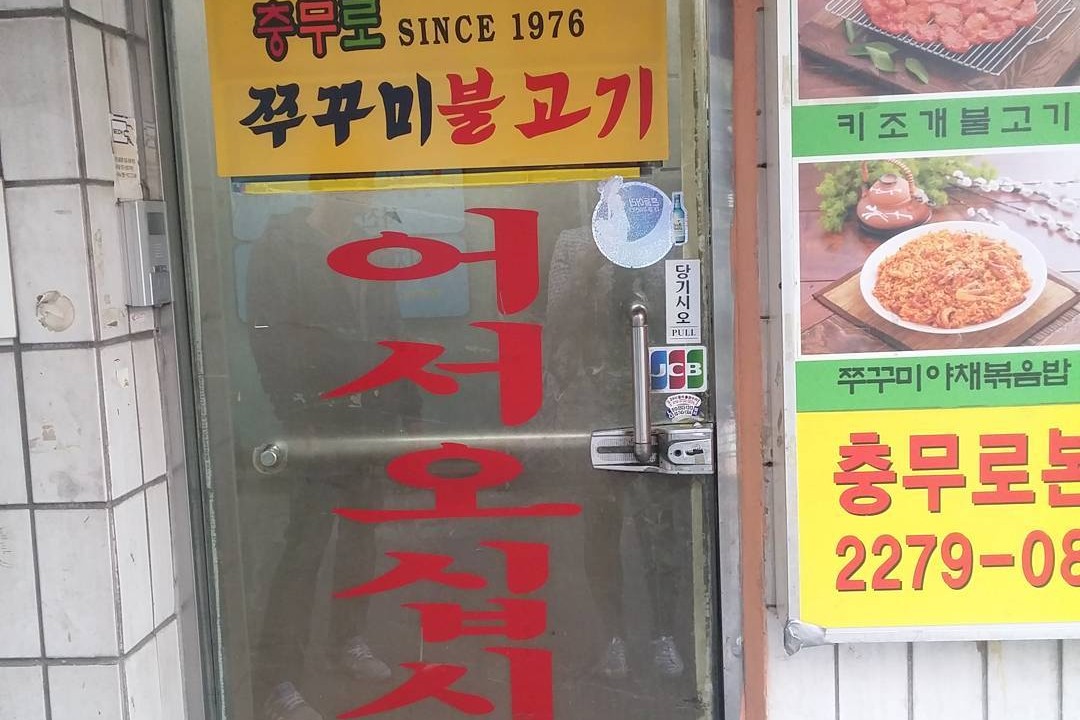 충무로 SINCE 1976
쭈꾸미불고기
어서오십시
당기시오
PULL
JCB
키조개불고기
쭈꾸미야채볶음밥
충무로본
2279-08